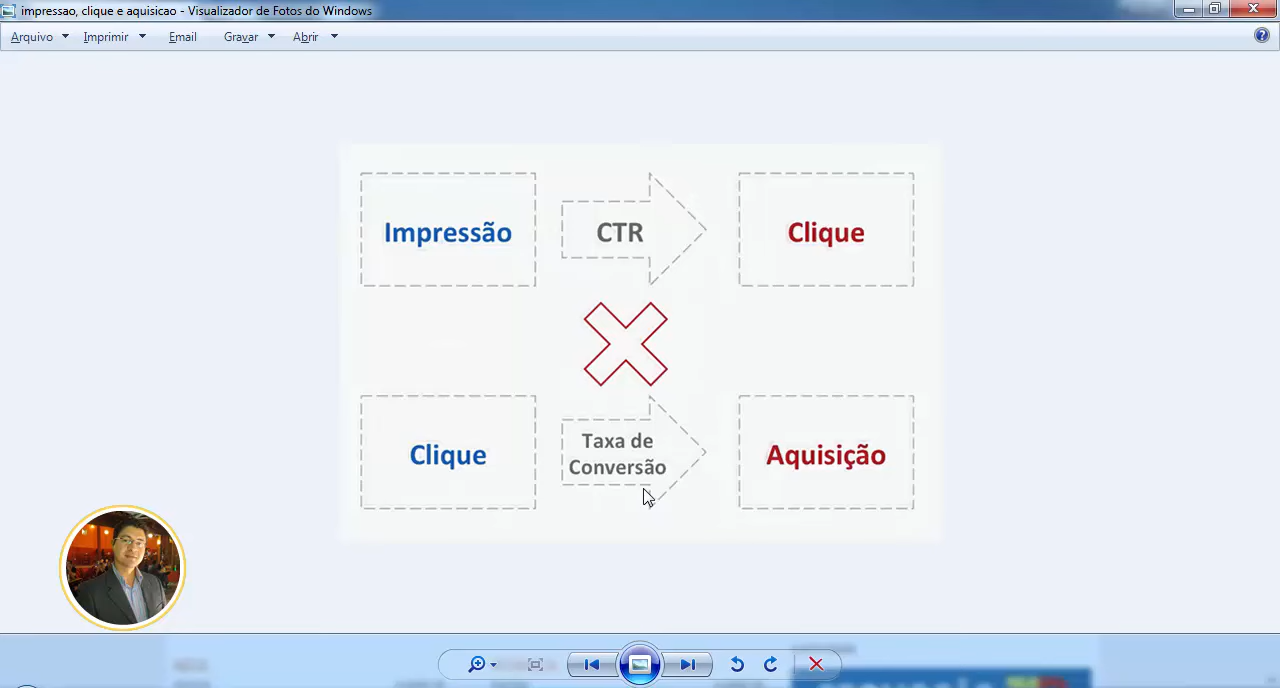 impressao, clique e aquisicao - Visualizador de Fotos do Windows
Arquivo Imprimir Email Gravar Abrir
Impressão CTR Clique
Clique Taxa de Conversão Aquisição